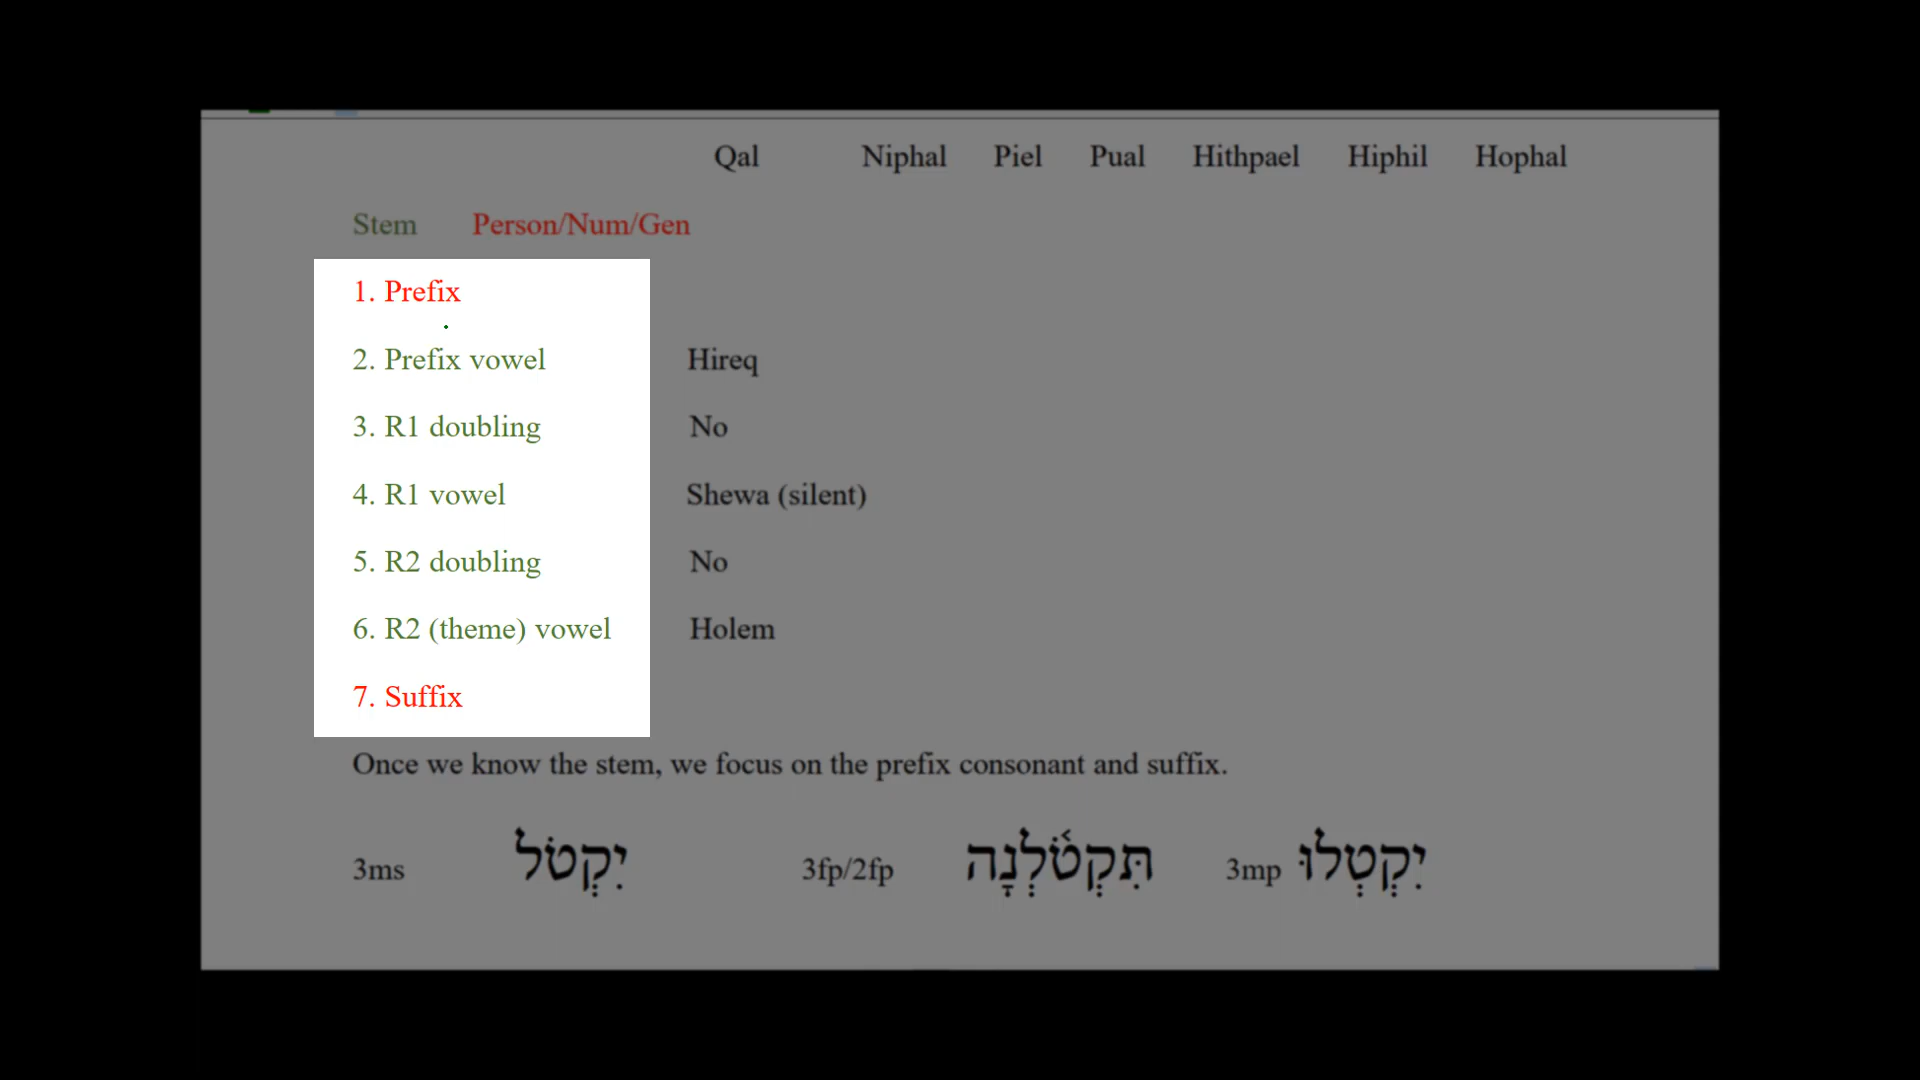 Qal Niphal Piel Pual Hithpael Hiphil Hophal
Stem Person/Num/Gen
1. Prefix
2. Prefix vowel Hireq
3. R1 doubling No
4. R1 vowel Shewa (silent)
5. R2 doubling No
6. R2 (theme) vowel Holem
7. Suffix
Once we know the stem, we focus on the prefix consonant and suffix.
3ms יִקְטֹל 3fp/2fp תִּקְטֹ֫לְנָה 3mp יִקְטְלוּ